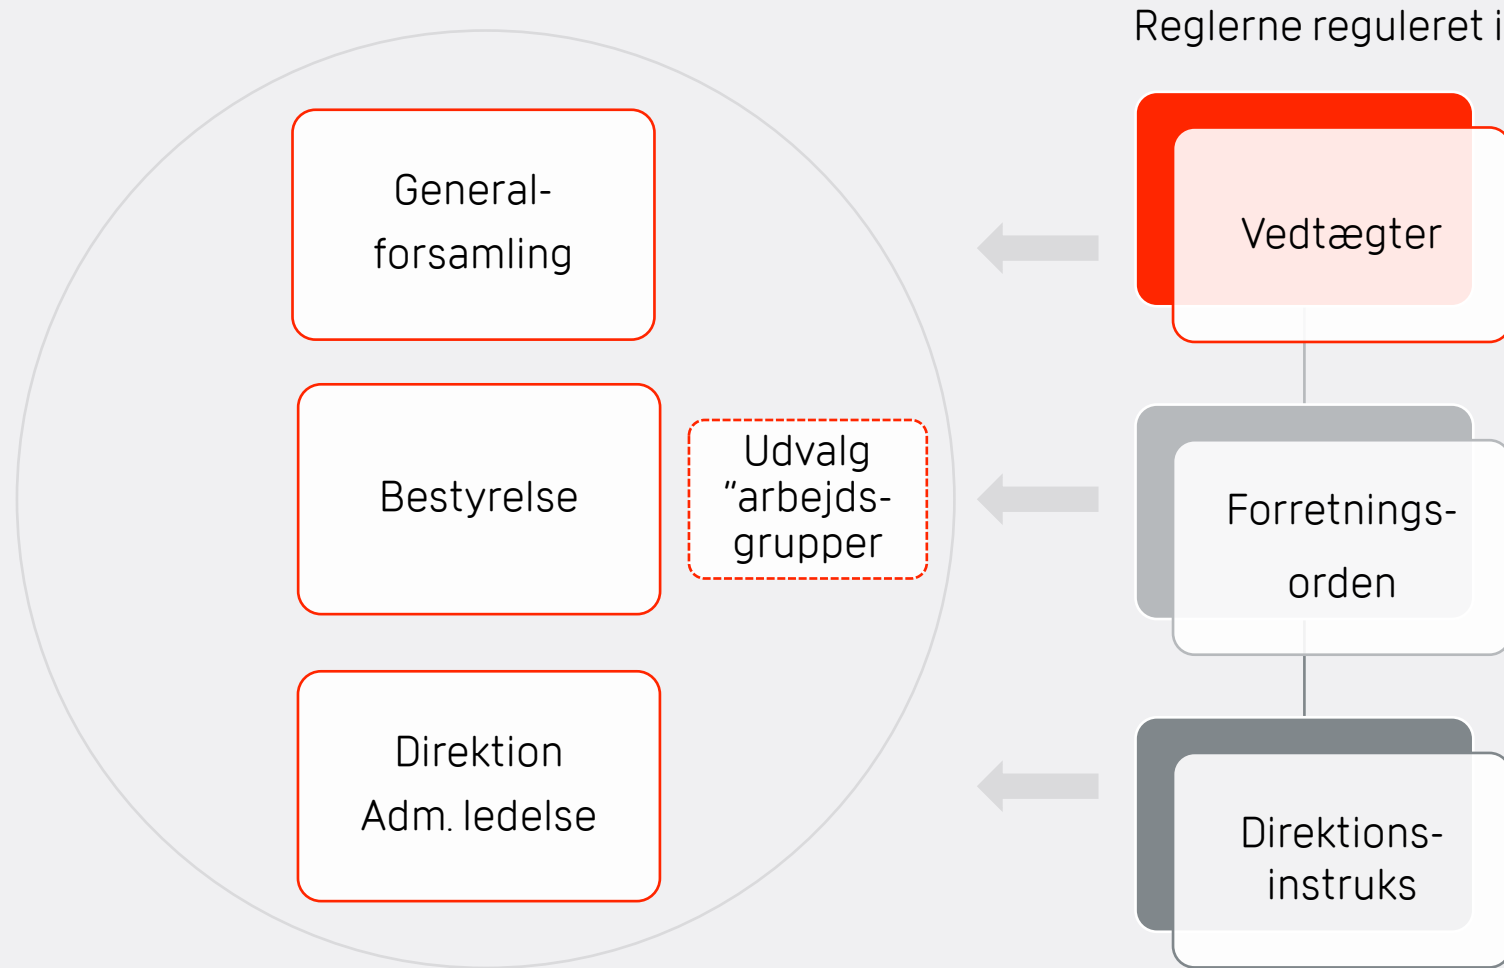 Reglerne reguleret i
General-
forsamling
Vedtægter
Bestyrelse
Udvalg
"arbejds-
grupper
Forretnings-
orden
Direktion
Adm. ledelse
Direktions-
instruks